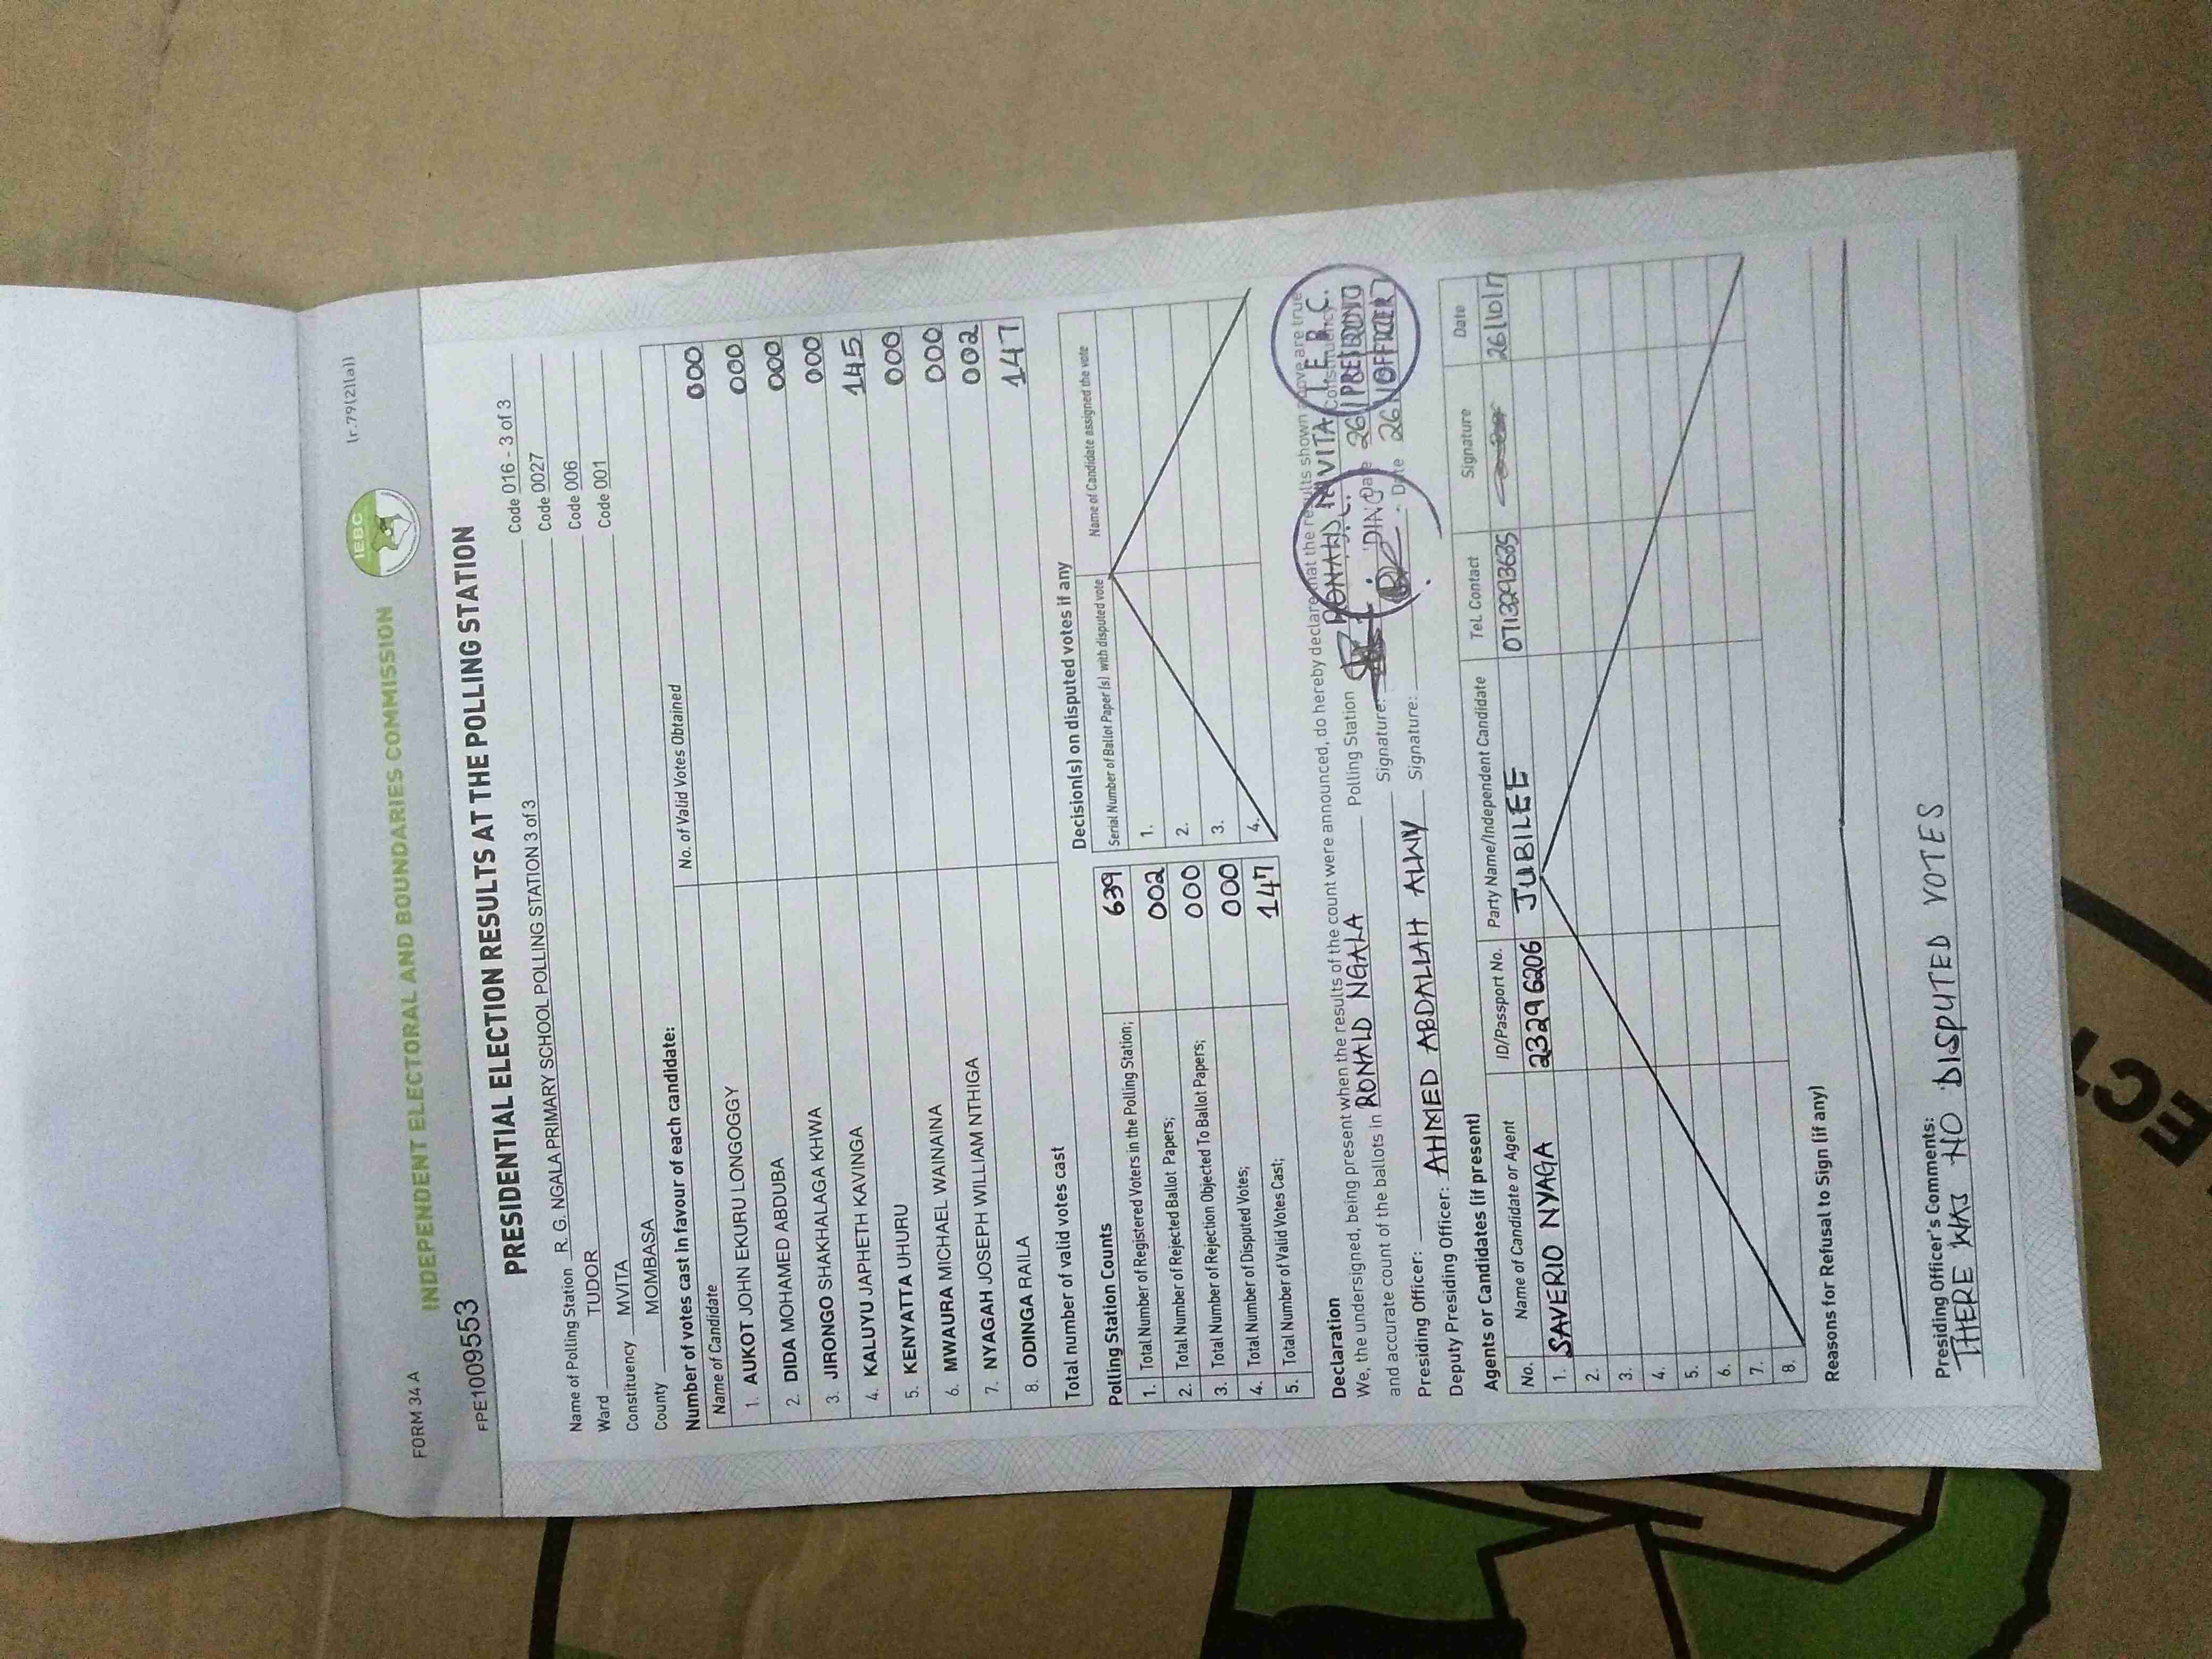 FORM 34 A
(r.79(2)(a))
IEBC
INDEPENDENT ELECTORAL AND BOUNDARIES COMMISSION
FPE1009553
PRESIDENTIAL ELECTION RESULTS AT THE POLLING STATION
Name of Polling Station R. G. NGALA PRIMARY SCHOOL POLLING STATION 3 of 3 Code 016 - 3 of 3
Ward TUDOR Code 0027
Constituency MVITA Code 006
County MOMBASA Code 001
Number of votes cast in favour of each candidate:
Name of Candidate No. of Valid Votes Obtained
1. AUKOT JOHN EKURU LONGOGGY 000
2. DIDA MOHAMED ABDUBA 000
3. JIRONGO SHAKHALAGA KHWA 000
4. KALUYU JAPHETH KAVINGA 000
5. KENYATTA UHURU 145
6. MWAURA MICHAEL WAINAINA 000
7. NYAGAH JOSEPH WILLIAM NTHIGA 000
8. ODINGA RAILA 002
Total number of valid votes cast 147
Polling Station Counts
1. Total Number of Registered Voters in the Polling Station; 639
2. Total Number of Rejected Ballot Papers; 002
3. Total Number of Rejection Objected To Ballot Papers; 000
4. Total Number of Disputed Votes; 000
5. Total Number of Valid Votes Cast; 147
Decision(s) on disputed votes if any
Serial Number of Ballot Paper(s) with disputed vote Name of Candidate assigned the vote
1.
2.
3.
4.
Declaration
We, the undersigned, being present when the results of the count were announced, do hereby declare that the results shown above are true
and accurate count of the ballots in RONALD NGALA Polling Station MVITA Constituency
Presiding Officer: Signature: Date 26
Deputy Presiding Officer: AHMED ABDALLAH ALWY Signature: Date 26
I.E.B.C.
PRESIDING
OFFICER
Agents or Candidates (if present)
No. Name of Candidate or Agent ID/Passport No. Party Name/Independent Candidate Tel. Contact Signature Date
1. SAVERIO NYAGA 23296206 JUBILEE 0713293635 26/10/17
2.
3.
4.
5.
6.
7.
8.
Reasons for Refusal to Sign (if any)
Presiding Officer's Comments:
THERE WAS NO DISPUTED VOTES
ECT